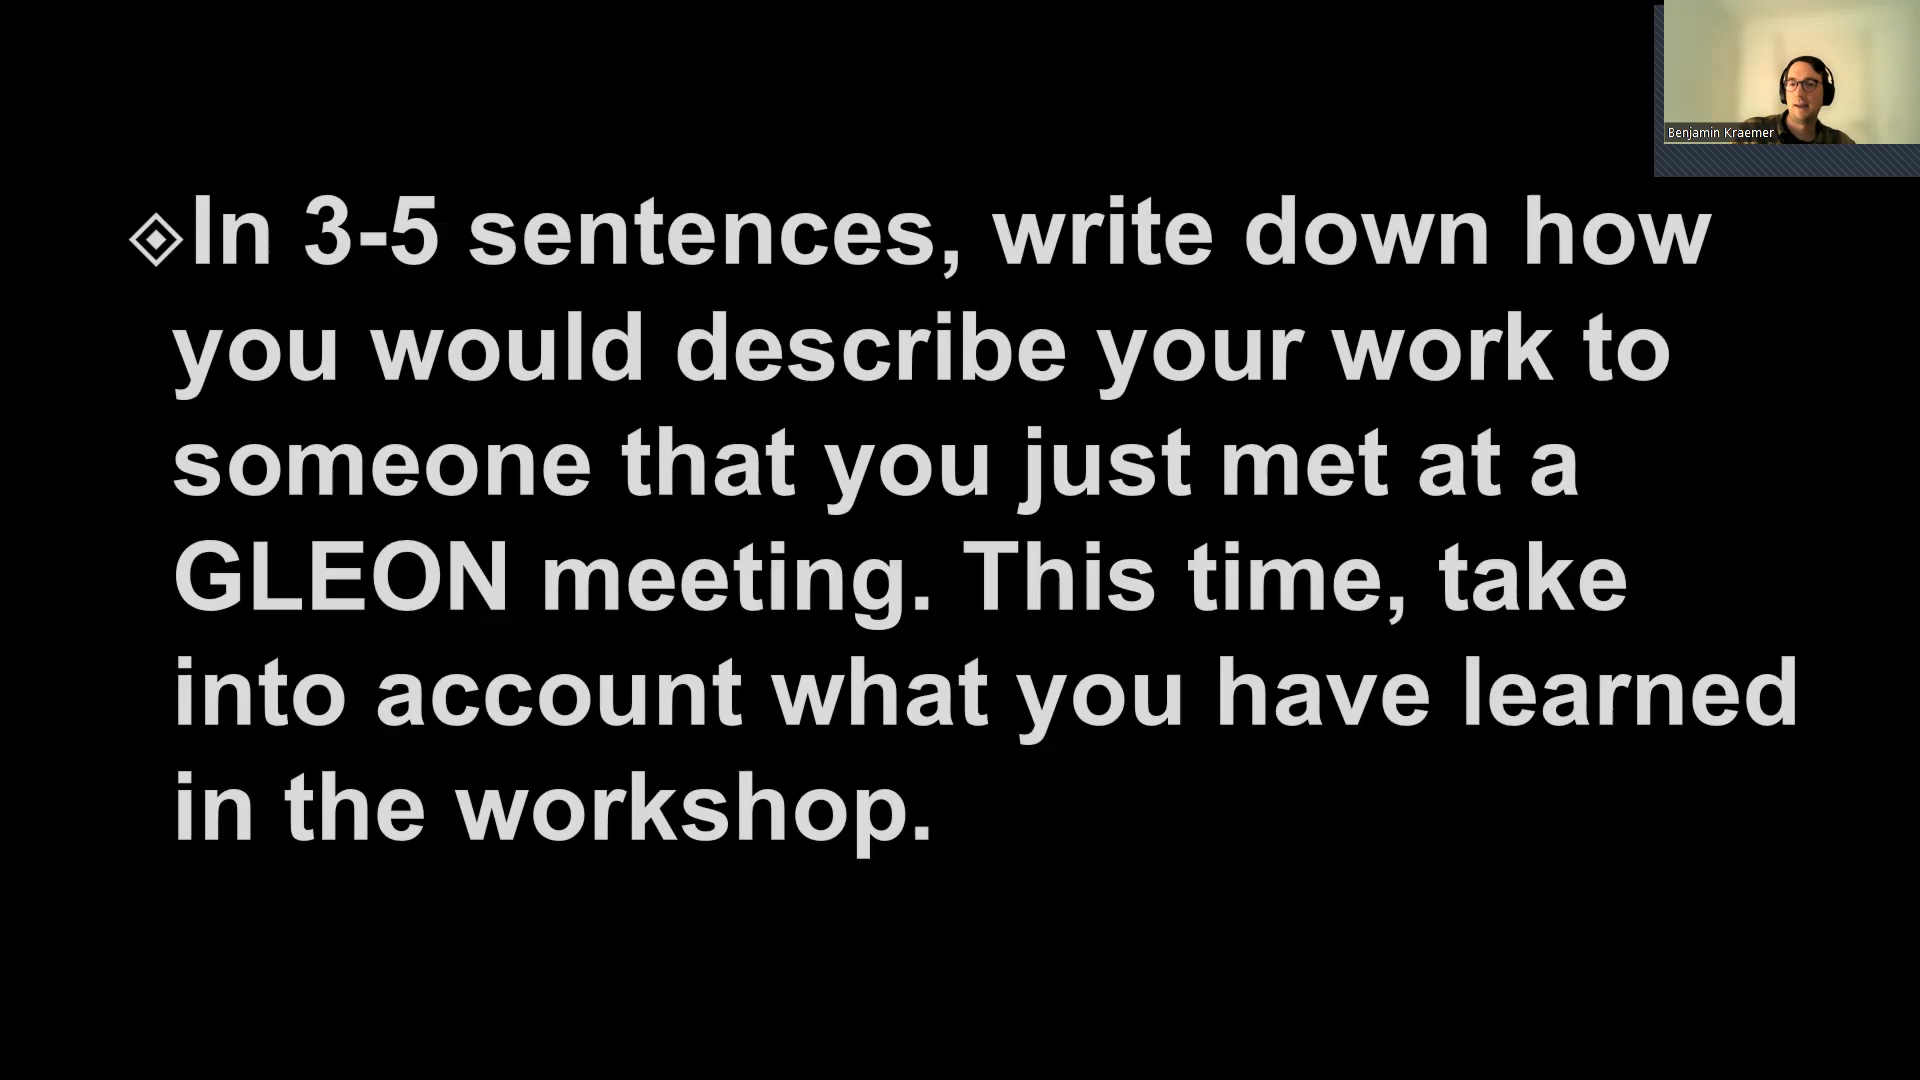 In 3-5 sentences, write down how
you would describe your work to
someone that you just met at a
GLEON meeting. This time, take
into account what you have learned
in the workshop.
Benjamin Kraemer